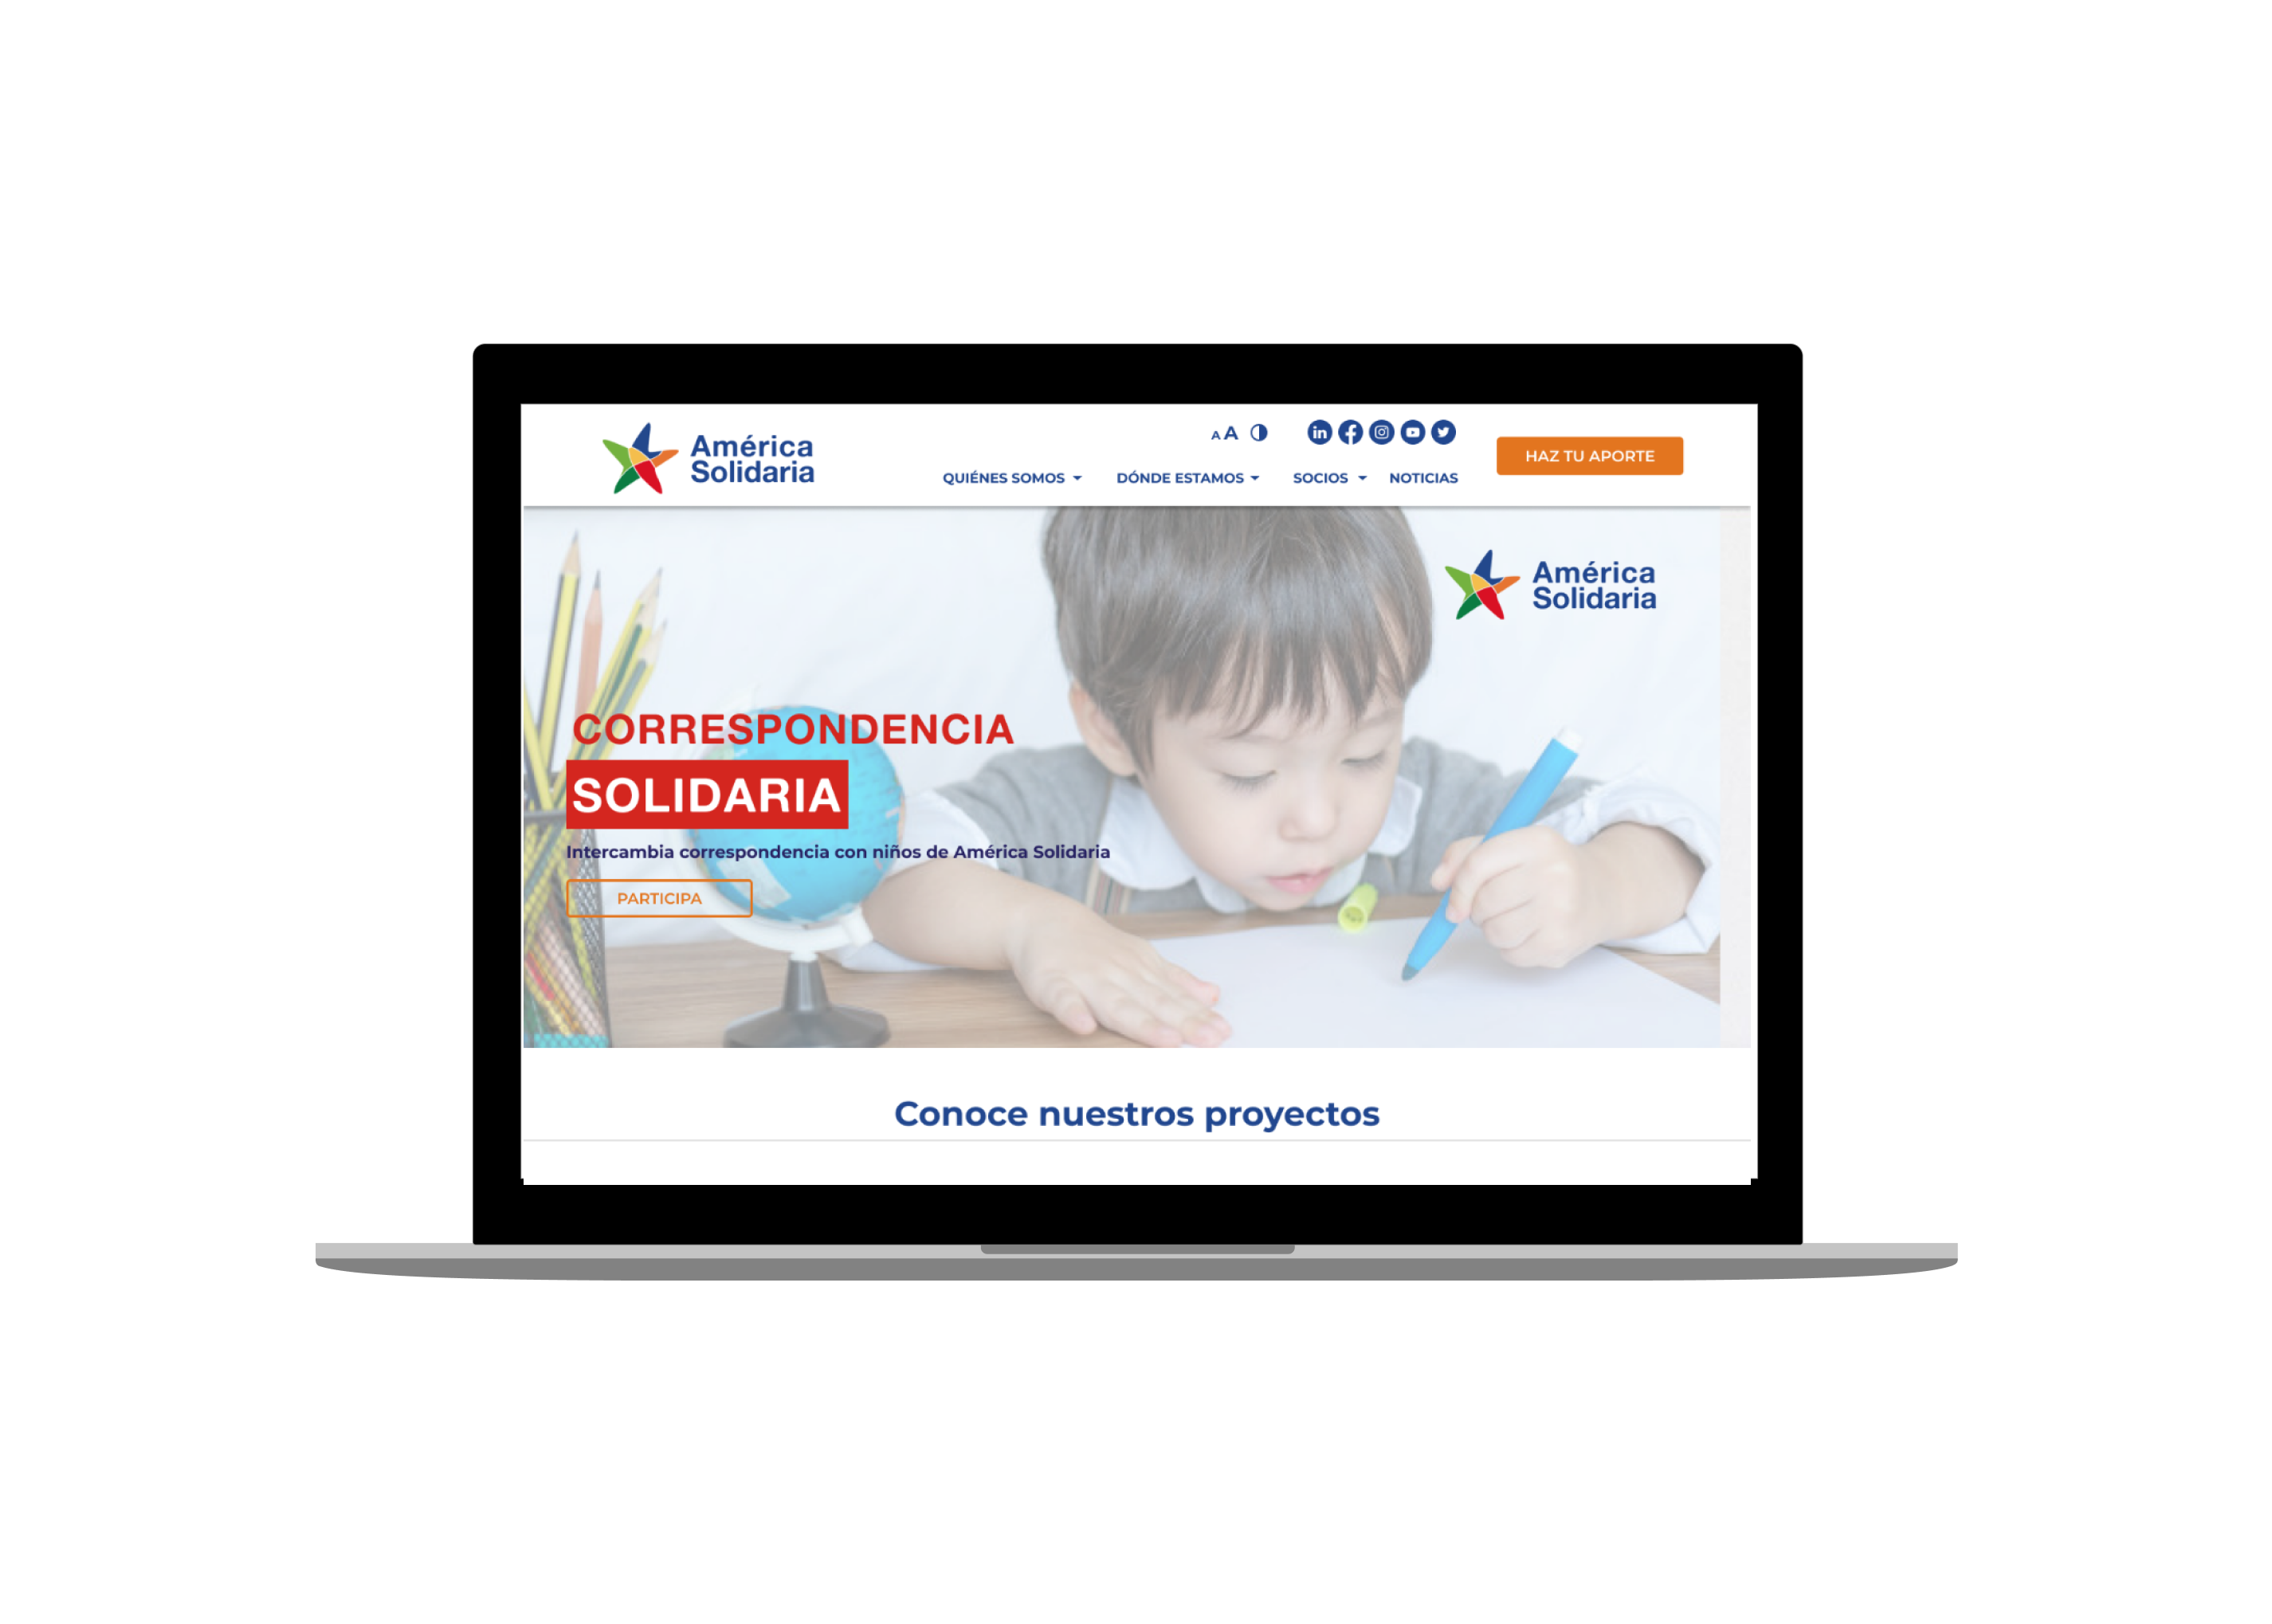 América
Solidaria
A A
QUIÉNES SOMOS
DÓNDE ESTAMOS
SOCIOS
NOTICIAS
HAZ TU APORTE
América
Solidaria
CORRESPONDENCIA
SOLIDARIA
Intercambia correspondencia con niños de América Solidaria
PARTICIPA
Conoce nuestros proyectos